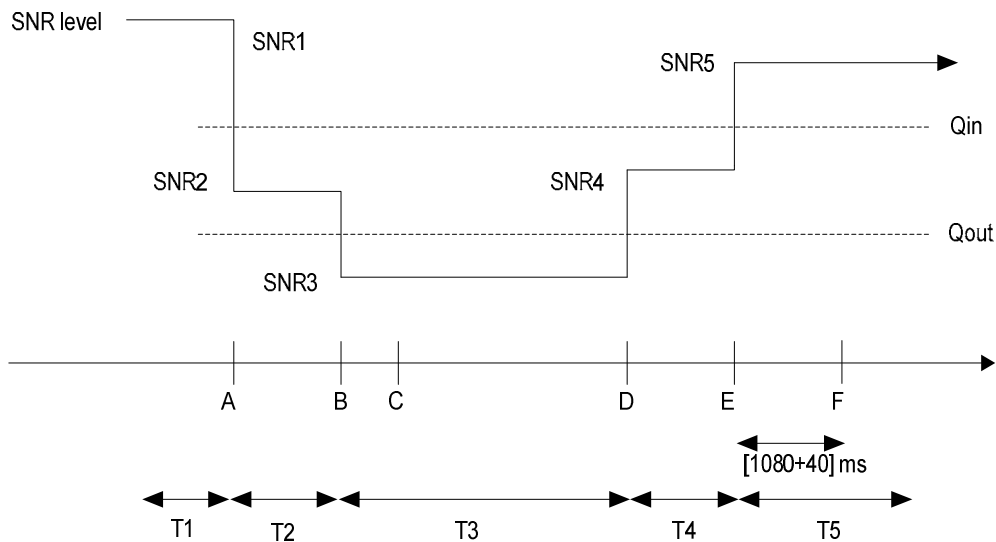 SNR level
SNR1
SNR5
Qin
SNR2
SNR4
Qout
SNR3
A
B
C
D
E
F
[1080+40] ms
T1
T2
T3
T4
T5